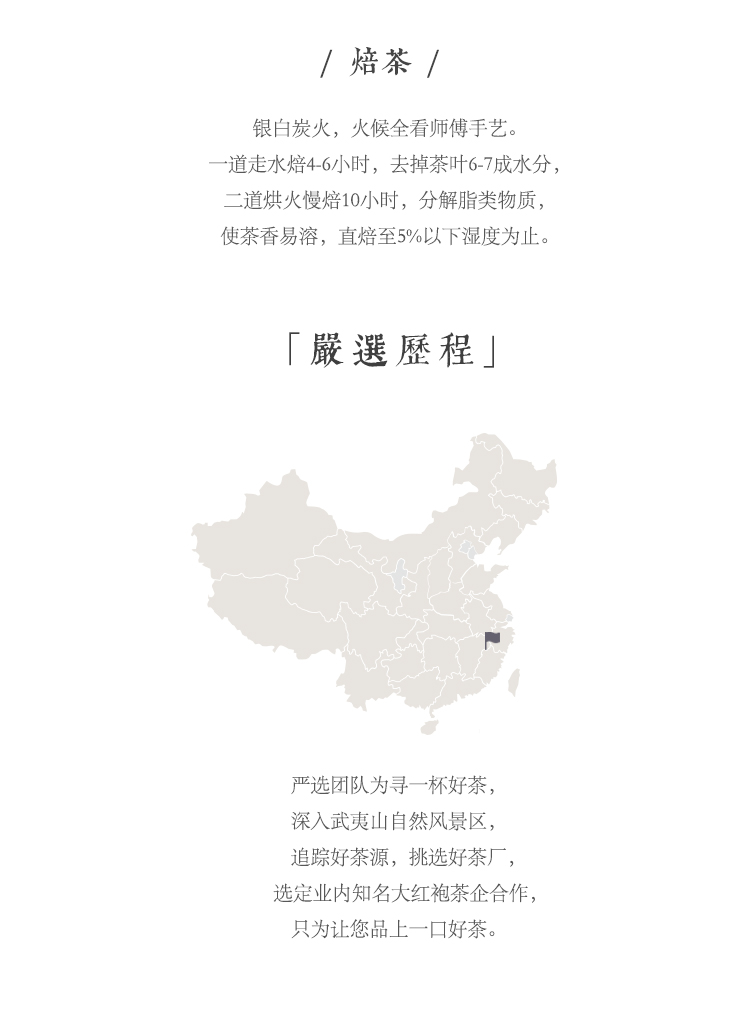 / 焙茶 /
银白炭火，火候全看师傅手艺。
一道走水焙4-6小时，去掉茶叶6-7成水分，
二道烘火慢焙10小时，分解脂类物质，
使茶香易溶，直焙至5%以下湿度为止。
「嚴選歷程」
严选团队为寻一杯好茶，
深入武夷山自然风景区，
追踪好茶源，挑选好茶厂，
选定业内知名大红袍茶企合作，
只为让您品上一口好茶。